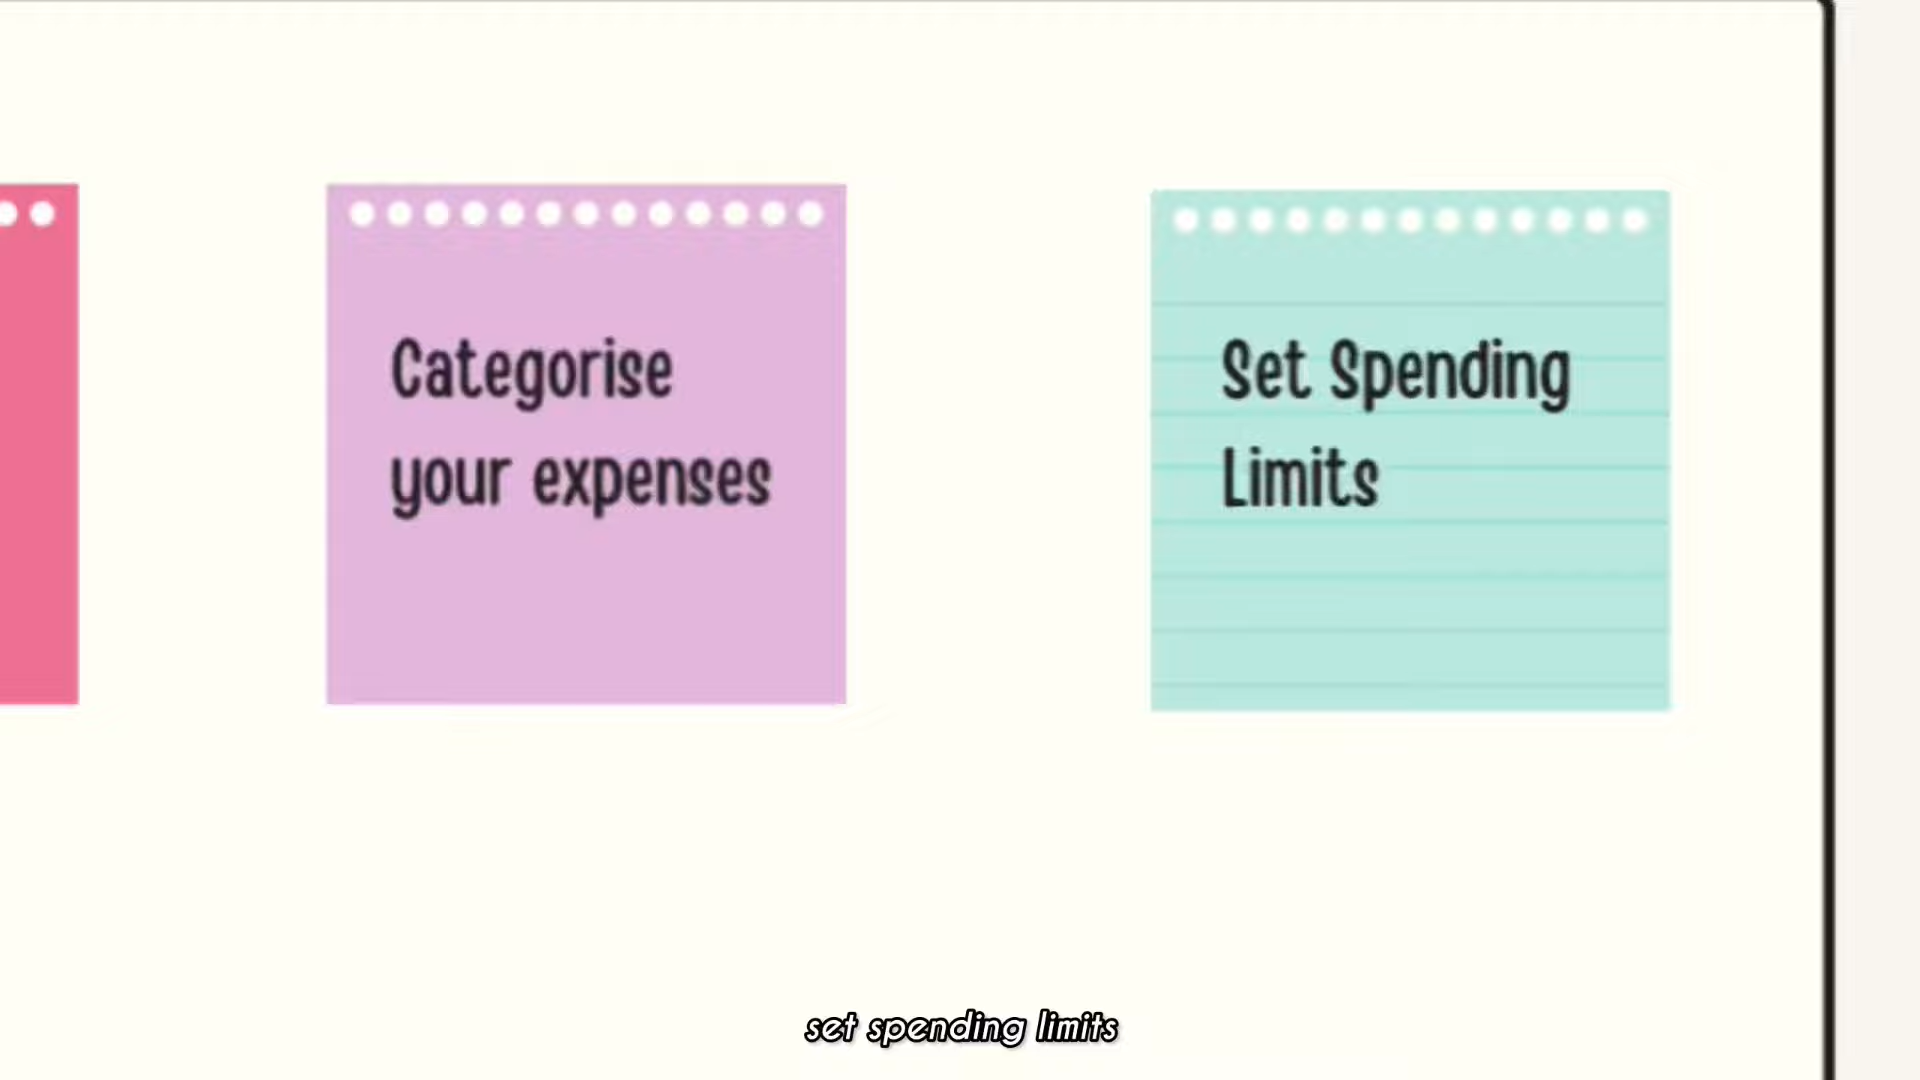 Categorise
your expenses
Set Spending
Limits
set spending limits